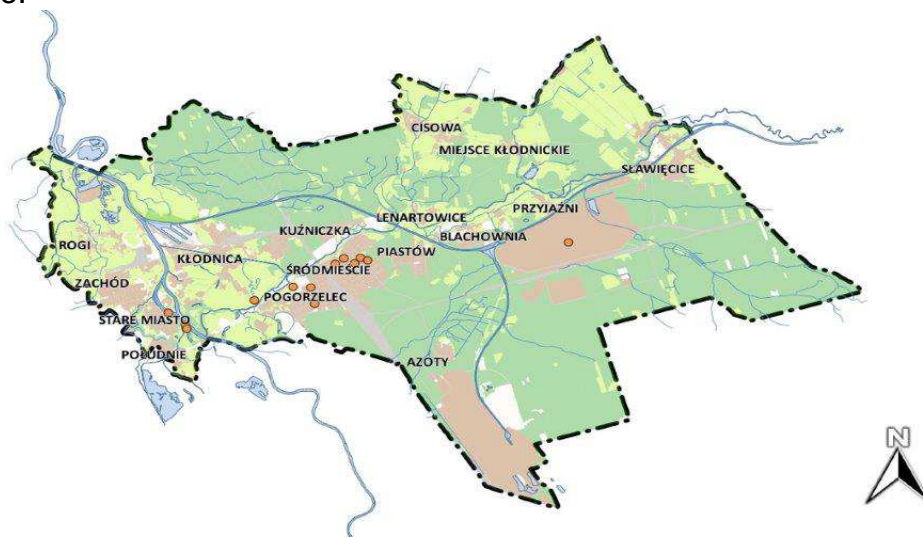 CISOWA
MIEJSCE KŁODNICKIE
SŁAWIĘCICE
PRZYJAŹNI
LENARTOWICE
BLACHOWNIA
KUŹNICZKA
PIASTÓW
ROGI
KŁODNICA
ŚRÓDMIEŚCIE
ZACHÓD
POGORZELEC
STARE MIASTO
POŁUDNIE
AZOTY
N